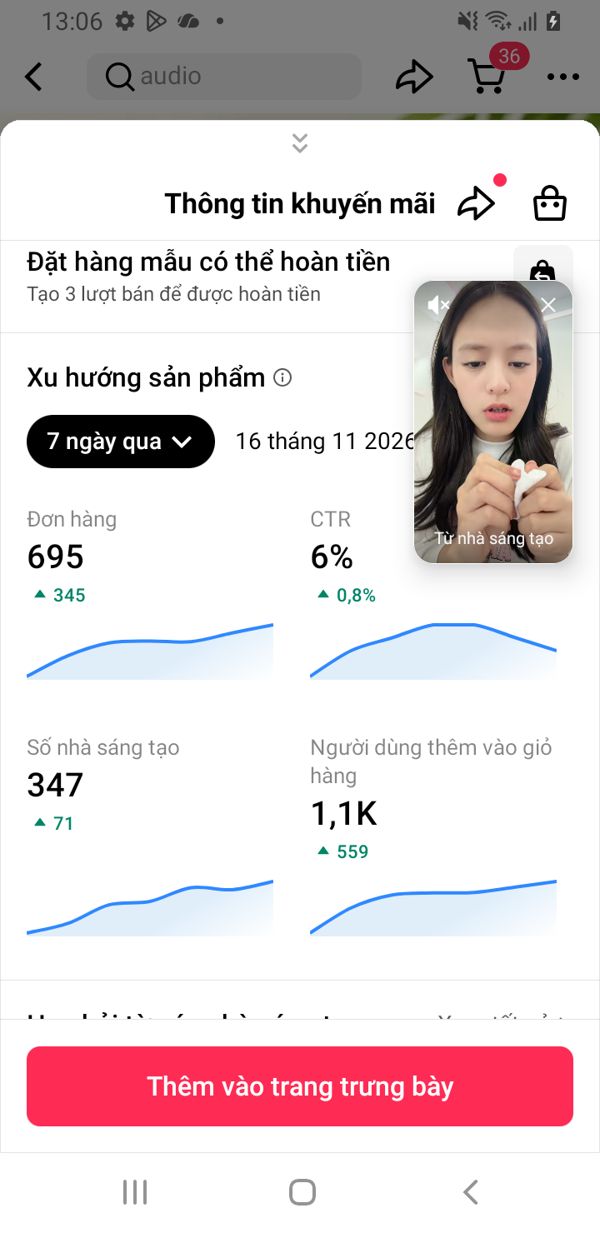 13:06
audio
36
Thông tin khuyến mãi
Đặt hàng mẫu có thể hoàn tiền
Tạo 3 lượt bán để được hoàn tiền
Xu hướng sản phẩm
7 ngày qua
16 tháng 11 2026
Từ nhà sáng tạo
Đơn hàng
695
345
CTR
6%
0,8%
Số nhà sáng tạo
347
71
Người dùng thêm vào giỏ
hàng
1,1K
559
Thêm vào trang trưng bày